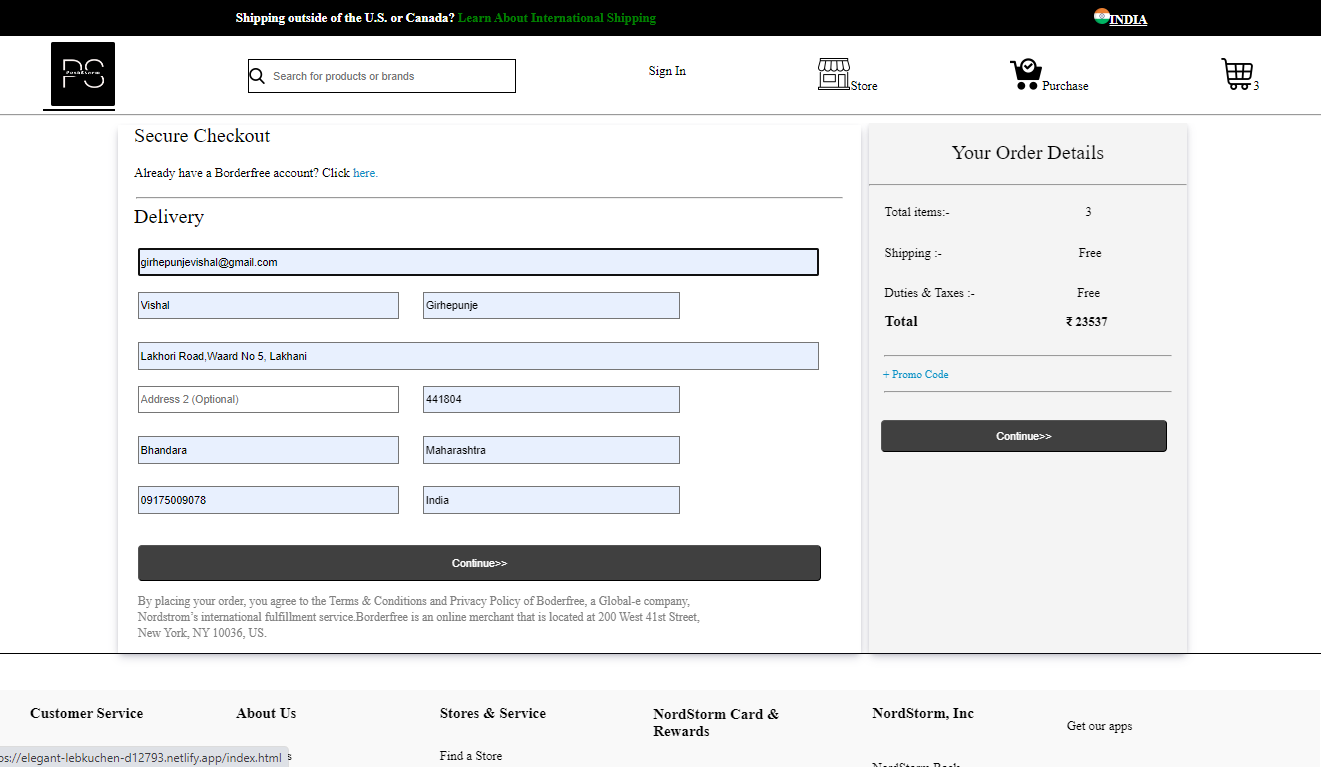 Shipping outside of the U.S. or Canada? Learn About International Shipping
INDIA
PS
Search for products or brands
Sign In
Store
Purchase
3
Secure Checkout
Already have a Borderfree account? Click here.
Delivery
girhepunjevishal@gmail.com
Vishal
Girhepunje
Lakhori Road,Waard No 5, Lakhani
Address 2 (Optional)
441804
Bhandara
Maharashtra
09175009078
India
Continue>>
By placing your order, you agree to the Terms & Conditions and Privacy Policy of Boderfree, a Global-e company,
Nordstrom's international fulfillment service.Borderfree is an online merchant that is located at 200 West 41st Street,
New York, NY 10036, US.
Your Order Details
Total items:- 3
Shipping :- Free
Duties & Taxes :- Free
Total ₹ 23537
+ Promo Code
Continue>>
Customer Service
About Us
Stores & Service
Find a Store
NordStorm Card &
Rewards
NordStorm, Inc
Get our apps
ps://elegant-lebkuchen-d12793.netlify.app/index.html